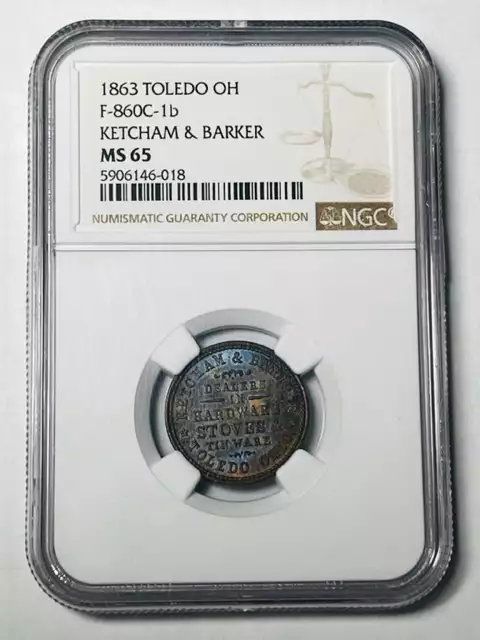 1863 TOLEDO OH
F-860C-1b
KETCHAM & BARKER
MS 65
5906146-018
NUMISMATIC GUARANTY CORPORATION
NGC
KETCHAM &
DEALERS
IN
HARDWARE
STOVES
TIN WARE
TOLEDO